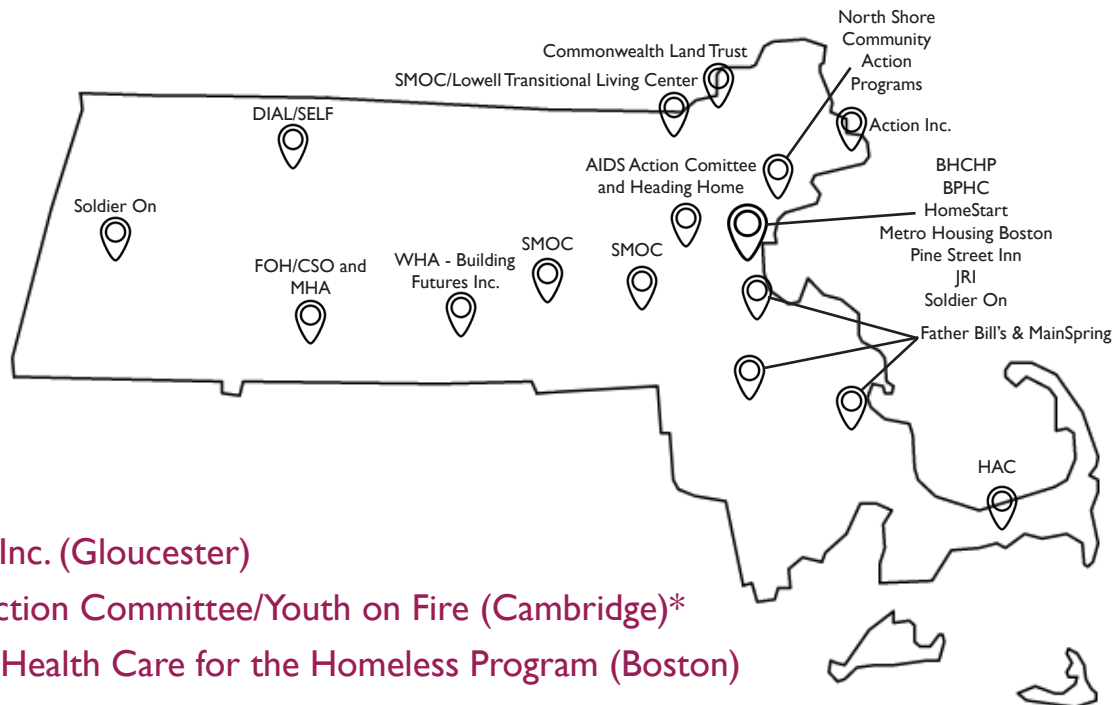 North Shore
Community
Action
Programs
Commonwealth Land Trust
SMOC/Lowell Transitional Living Center
DIAL/SELF
Action Inc.
AIDS Action Comittee
and Heading Home
BHCHP
BPHC
HomeStart
Metro Housing Boston
Pine Street Inn
JRI
Soldier On
Soldier On
FOH/CSO and
MHA
WHA - Building
Futures Inc.
SMOC
SMOC
Father Bill's & MainSpring
HAC
Inc. (Gloucester)
ction Committee/Youth on Fire (Cambridge)*
Health Care for the Homeless Program (Boston)